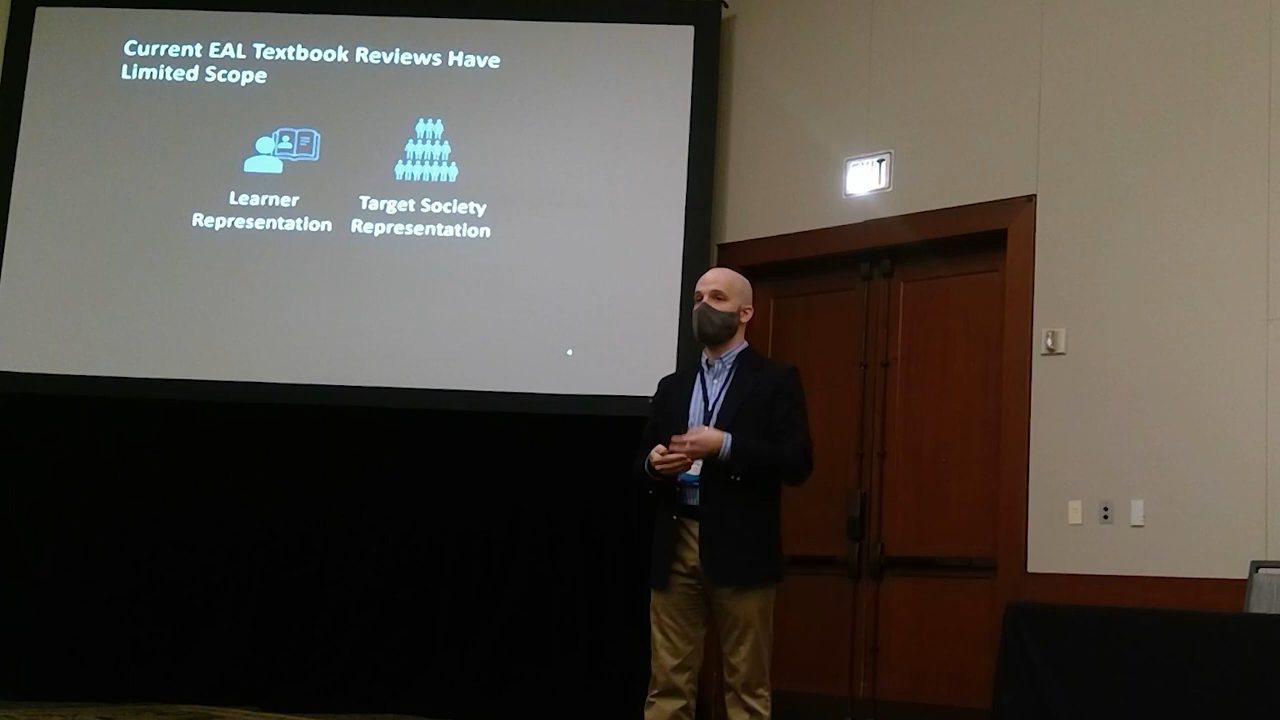 Current EAL Textbook Reviews Have
Limited Scope
Learner
Representation
Target Society
Representation
EXIT